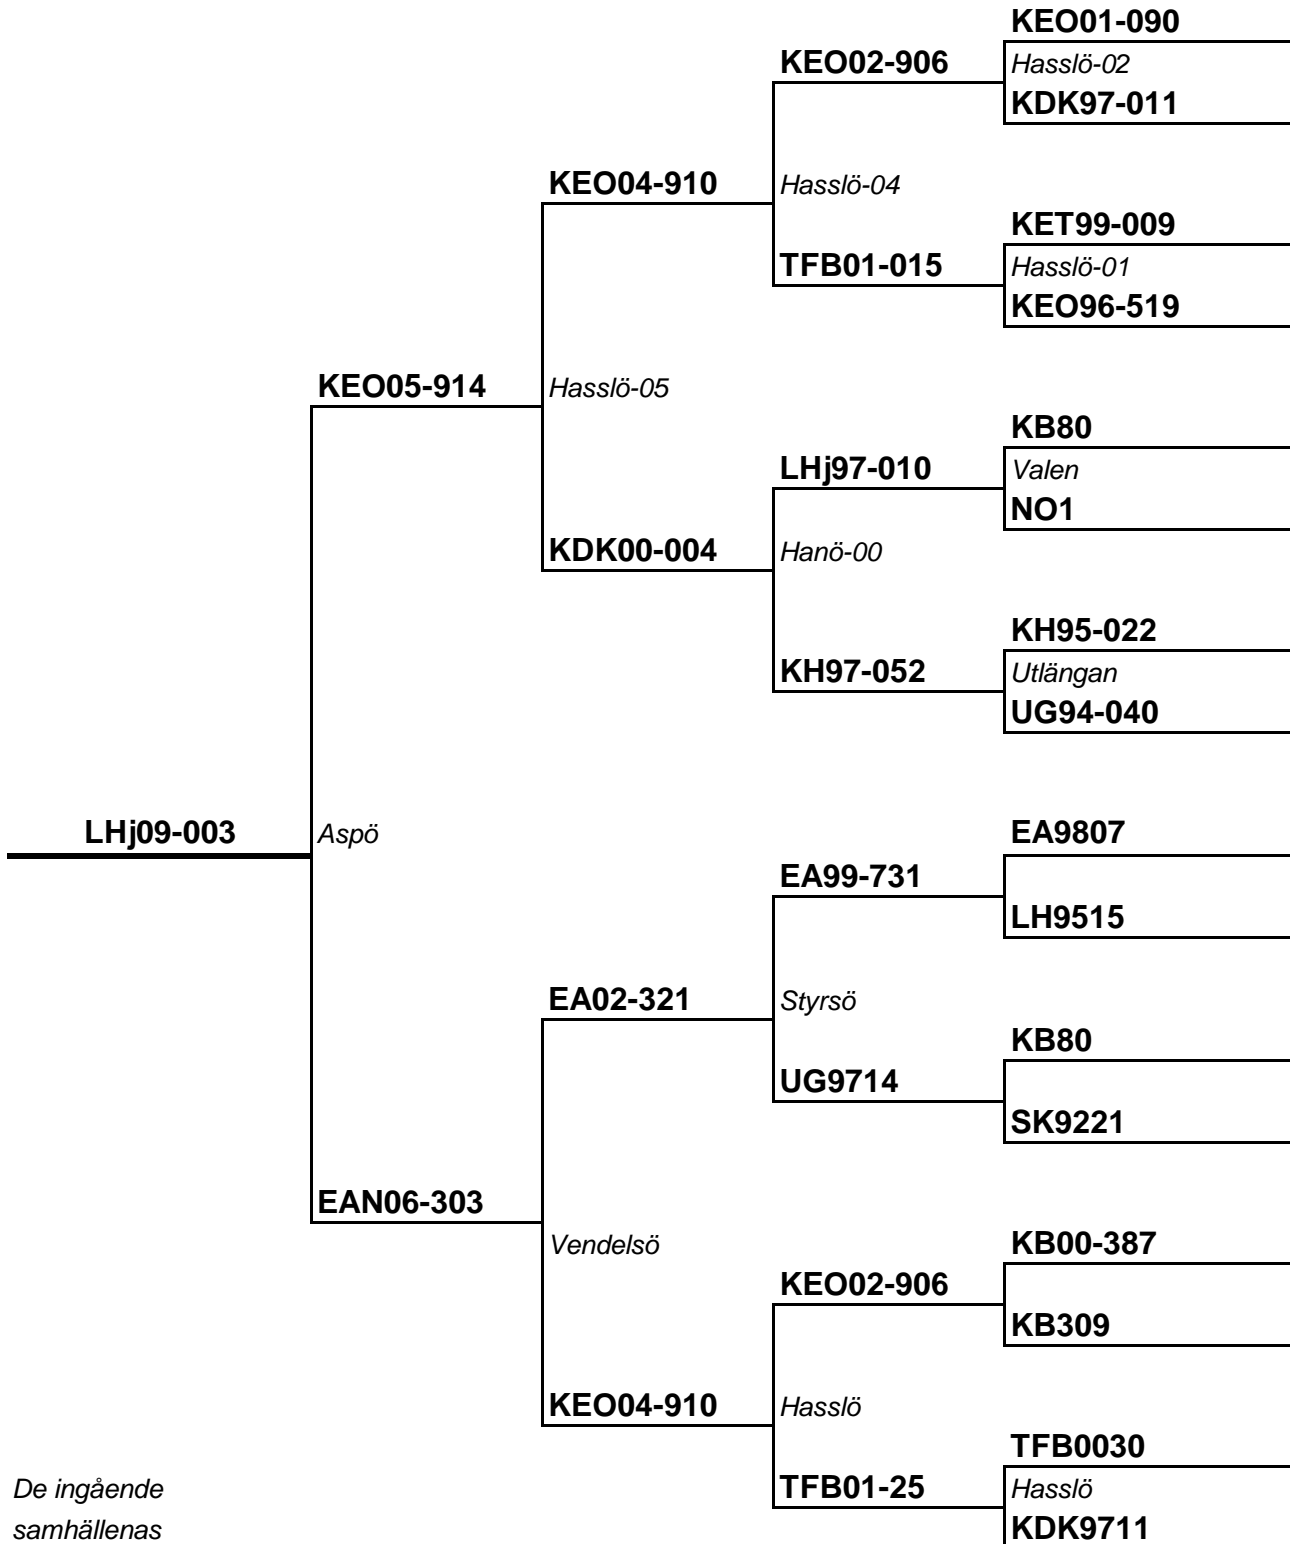 KEO01-090
KEO02-906
Hasslö-02
KDK97-011
KEO04-910
Hasslö-04
KET99-009
TFB01-015
Hasslö-01
KEO96-519
KEO05-914
Hasslö-05
KB80
LHj97-010
Valen
NO1
KDK00-004
Hanö-00
KH95-022
KH97-052
Utlängan
UG94-040
LHj09-003
Aspö
EA9807
EA99-731
LH9515
EA02-321
Styrsö
KB80
UG9714
SK9221
EAN06-303
Vendelsö
KB00-387
KEO02-906
KB309
KEO04-910
Hasslö
TFB0030
De ingående
TFB01-25
Hasslö
samhällenas
KDK9711